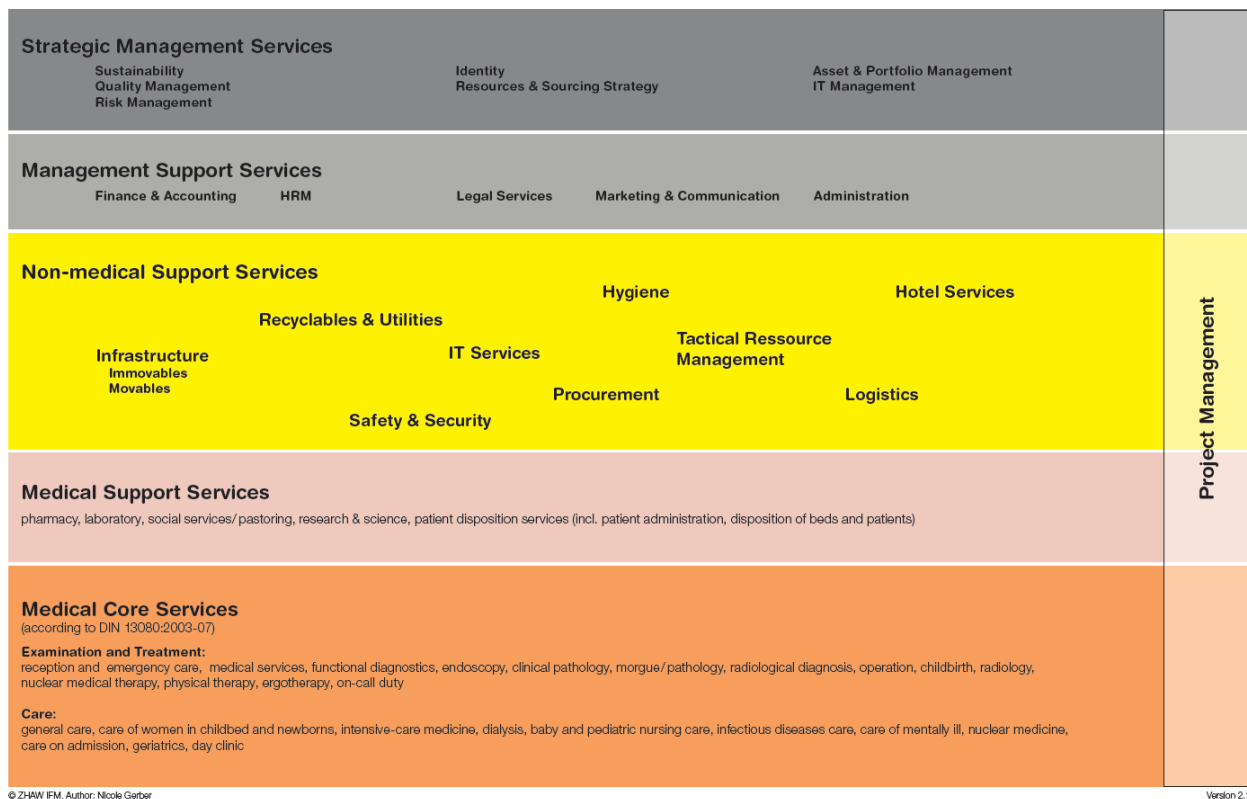 Strategic Management Services
Sustainability
Quality Management
Risk Management
Identity
Resources & Sourcing Strategy
Asset & Portfolio Management
IT Management
Management Support Services
Finance & Accounting
HRM
Legal Services
Marketing & Communication
Administration
Non-medical Support Services
Hygiene
Hotel Services
Recyclables & Utilities
Infrastructure
Immovables
Movables
IT Services
Tactical Ressource
Management
Procurement
Logistics
Safety & Security
Medical Support Services
pharmacy, laboratory, social services/pastoring, research & science, patient disposition services (incl. patient administration, disposition of beds and patients)
Medical Core Services
(according to DIN 13080:2003-07)
Examination and Treatment:
reception and emergency care, medical services, functional diagnostics, endoscopy, clinical pathology, morgue/pathology, radiological diagnosis, operation, childbirth, radiology,
nuclear medical therapy, physical therapy, ergotherapy, on-call duty
Care:
general care, care of women in childbed and newborns, intensive-care medicine, dialysis, baby and pediatric nursing care, infectious diseases care, care of mentally ill, nuclear medicine,
care on admission, geriatrics, day clinic
Project Management
© ZHAW IFM. Author: Nicole Gerber
Version 2.